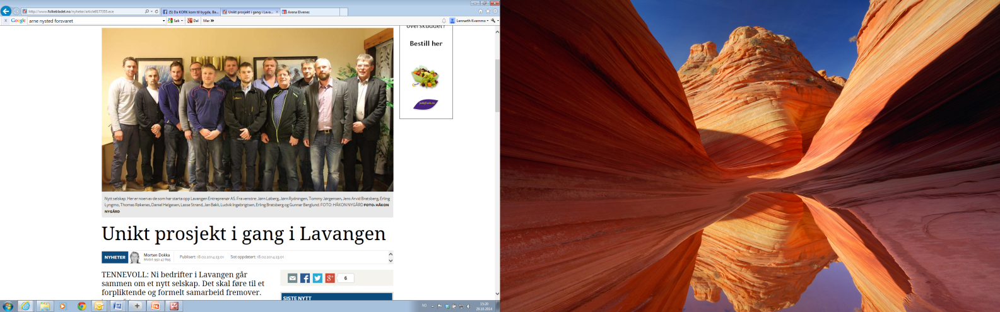 http://www.folkebladet.no/nyheter/article9177355.ece
(5) Da KORK kom til bygda, Ba...
Unikt prosjekt i gang i Lava...
Arena Elvenes
Google
arne nysted forsvaret
Søk
Del
Mer »
Lennarth Kvernmo
overskuddet?
Bestill her
Nytt selskap. Her er noen av de som har starta opp Lavangen Entreprenør AS. Fra venstre: Jørn Løberg, Jørn Rydningen, Tommy Jørgensen, Jens Arvid Bratsberg, Erling
Lyngmo, Thomas Røkenes, Daniel Helgesen, Lasse Strand, Jan Bakli, Ludvik Ingebrigtsen, Erling Bratsberg og Gunnar Berglund. FOTO: HÅKON NYGÅRD FOTO: HÅKON
NYGÅRD
Unikt prosjekt i gang i Lavangen
NYHETER
Morten Dokka
Mobil: 950 47 895
Publisert: 18.02.2014 23:01
Sist oppdatert: 18.02.2014 23:01
TENNEVOLL: Ni bedrifter i Lavangen går
sammen om et nytt selskap. Det skal føre til et
forpliktende og formelt samarbeid fremover.
6
SISTE NYTT
NO
15:20
29.10.2014